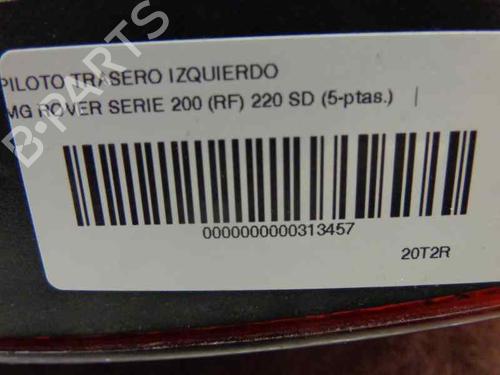 PILOTO TRASERO IZQUIERDO
MG ROVER SERIE 200 (RF) 220 SD (5-ptas.)
0000000000313457
20T2R
B-PARTS